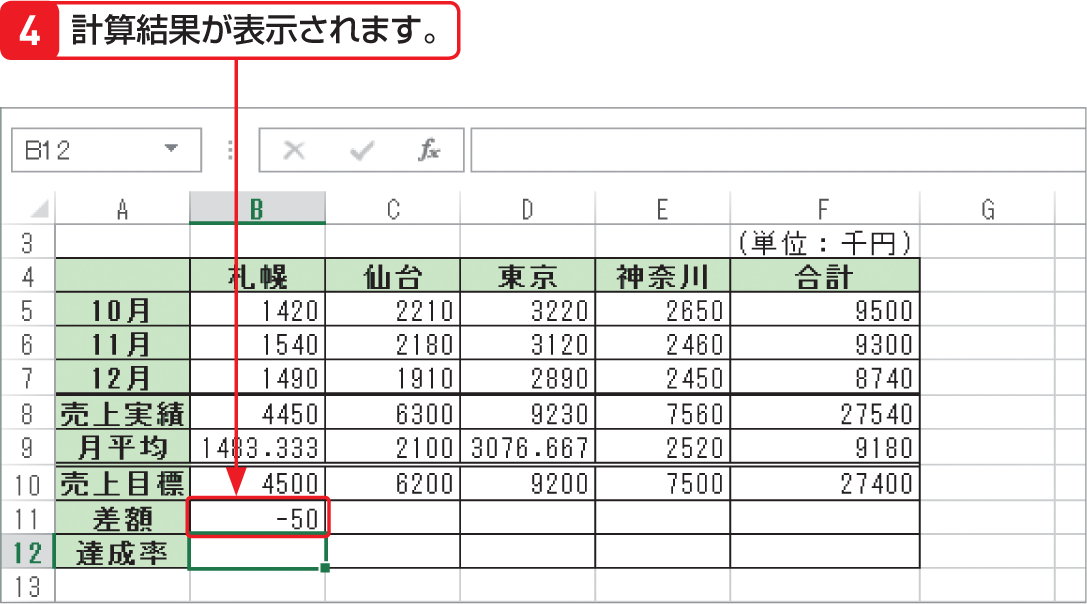 4 計算結果が表示されます。
B12 fx
A B C D E F G
3 (単位：千円)
4 札幌 仙台 東京 神奈川 合計
5 10月 1420 2210 3220 2650 9500
6 11月 1540 2180 3120 2460 9300
7 12月 1490 1910 2890 2450 8740
8 売上実績 4450 6300 9230 7560 27540
9 月平均 1483.333 2100 3076.667 2520 9180
10 売上目標 4500 6200 9200 7500 27400
11 差額 -50
12 達成率
13